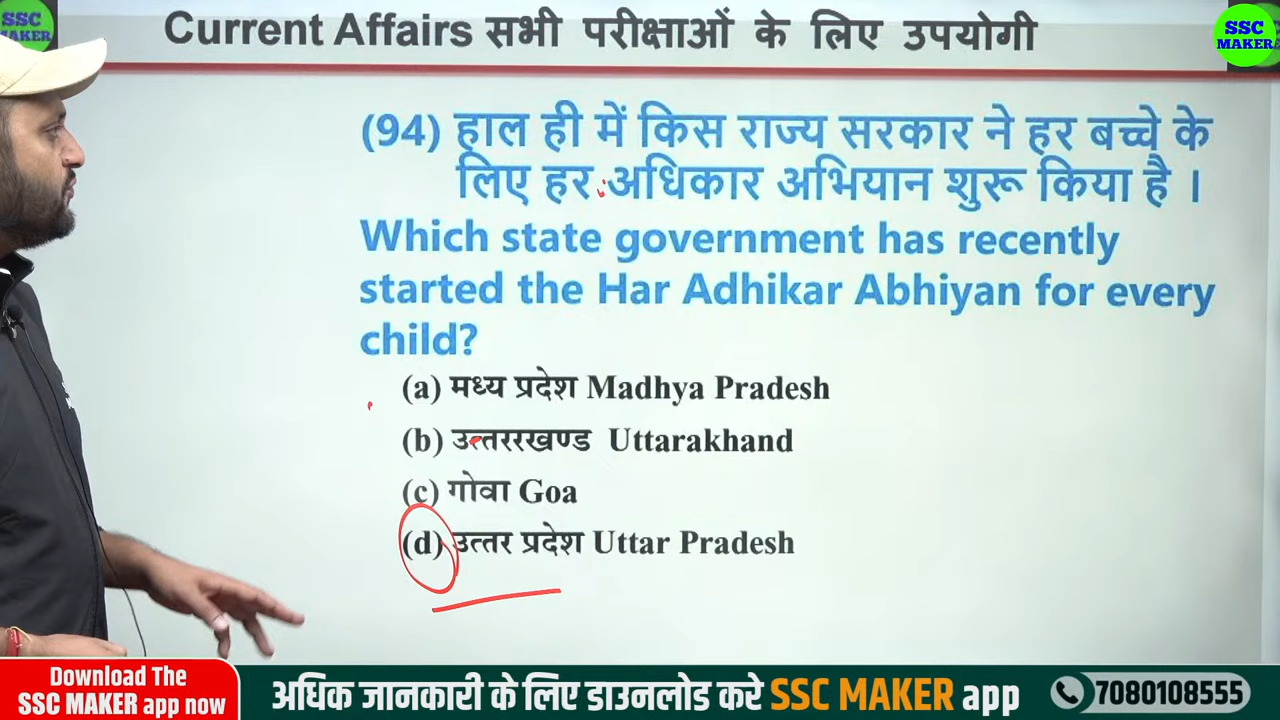 SSC
MAKER
Current Affairs सभी परीक्षाओं के लिए उपयोगी
SSC
MAKER
(94) हाल ही में किस राज्य सरकार ने हर बच्चे के
लिए हर अधिकार अभियान शुरू किया है ।
Which state government has recently
started the Har Adhikar Abhiyan for every
child?
(a) मध्य प्रदेश Madhya Pradesh
(b) उत्तररखण्ड Uttarakhand
(c) गोवा Goa
(d) उत्तर प्रदेश Uttar Pradesh
Download The
SSC MAKER app now
अधिक जानकारी के लिए डाउनलोड करे SSC MAKER app
7080108555